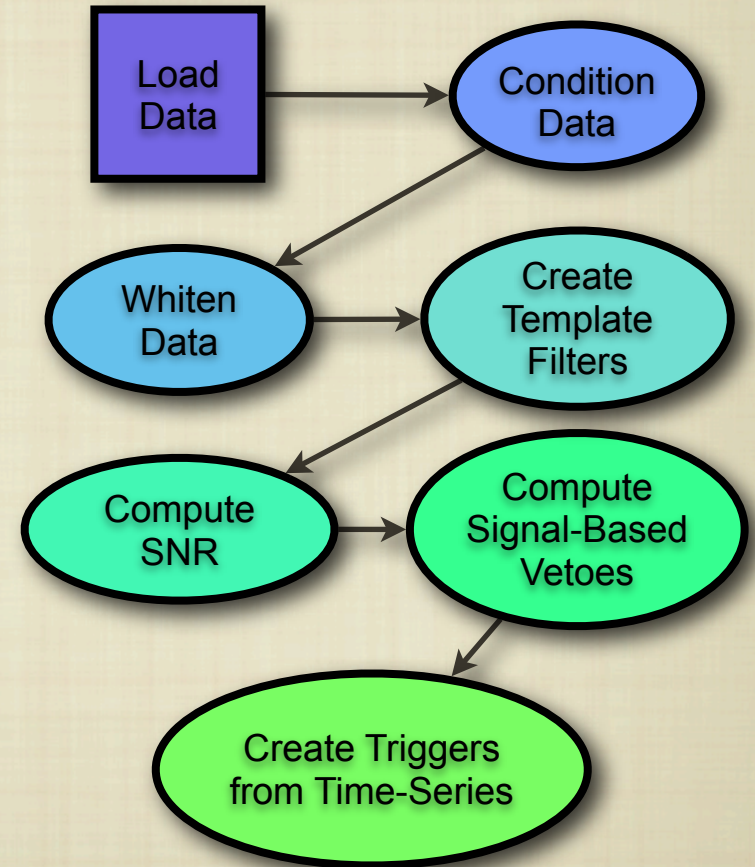 Load
Data
Condition
Data
Whiten
Data
Create
Template
Filters
Compute
SNR
Compute
Signal-Based
Vetoes
Create Triggers
from Time-Series